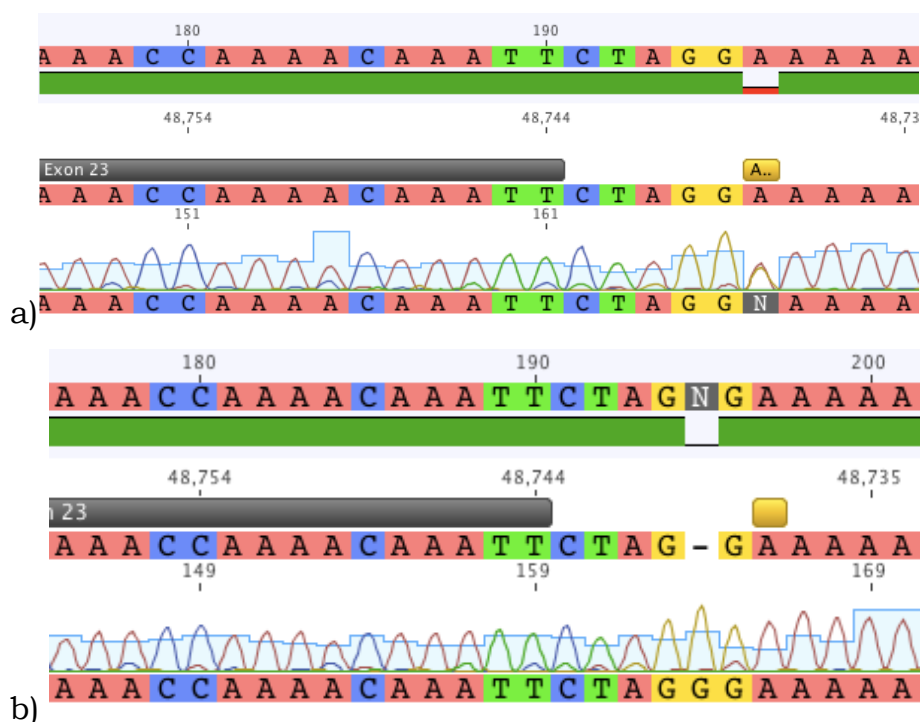 180 190
A A A C C A A A A C A A A T T C T A G G A A A A A
48,754 48,744 48,73
Exon 23 A..
A A A C C A A A A C A A A T T C T A G G A A A A A
151 161
a) A A A C C A A A A C A A A T T C T A G G N A A A A
180 190 200
A A A C C A A A A C A A A T T C T A G N G A A A A A
48,754 48,744 48,735
23
A A A C C A A A A C A A A T T C T A G - G A A A A A
149 159 169
b) A A A C C A A A A C A A A T T C T A G G G A A A A A